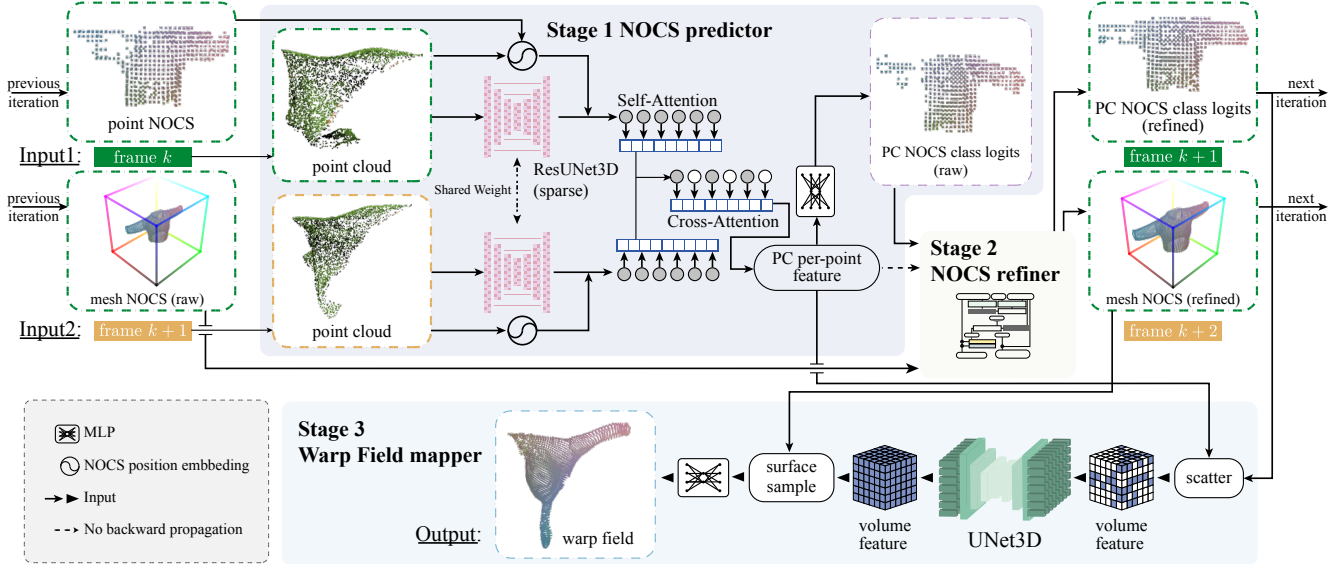 previous
iteration
point NOCS
Input1:
frame k
previous
iteration
mesh NOCS (raw)
Input2:
frame k + 1
Stage 1 NOCS predictor
point cloud
point cloud
ResUNet3D
(sparse)
Shared Weight
Self-Attention
Cross-Attention
PC per-point
feature
PC NOCS class logits
(raw)
Stage 2
NOCS refiner
PC NOCS class logits
(refined)
frame k + 1
mesh NOCS (refined)
frame k + 2
next
iteration
next
iteration
MLP
NOCS position embbeding
Input
No backward propagation
Stage 3
Warp Field mapper
Output:
warp field
surface
sample
volume
feature
UNet3D
volume
feature
scatter